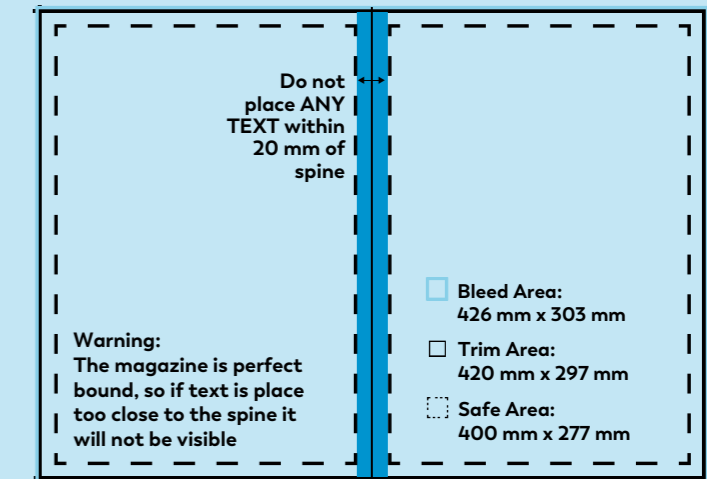 Do not
place ANY
TEXT within
20 mm of
spine
Warning:
The magazine is perfect
bound, so if text is place
too close to the spine it
will not be visible
Bleed Area:
426 mm x 303 mm
Trim Area:
420 mm x 297 mm
Safe Area:
400 mm x 277 mm